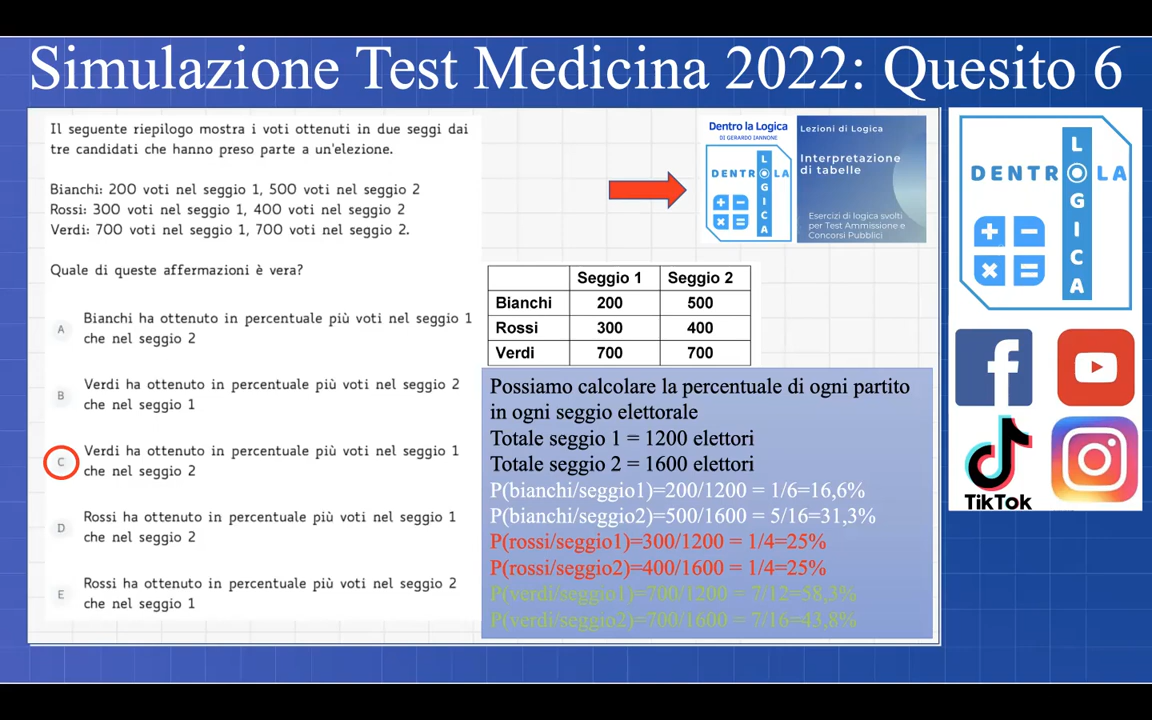 Simulazione Test Medicina 2022: Quesito 6
Il seguente riepilogo mostra i voti ottenuti in due seggi dai
tre candidati che hanno preso parte a un'elezione.
Bianchi: 200 voti nel seggio 1, 500 voti nel seggio 2
Rossi: 300 voti nel seggio 1, 400 voti nel seggio 2
Verdi: 700 voti nel seggio 1, 700 voti nel seggio 2.
Quale di queste affermazioni è vera?
A
Bianchi ha ottenuto in percentuale più voti nel seggio 1
che nel seggio 2
B
Verdi ha ottenuto in percentuale più voti nel seggio 2
che nel seggio 1
C
Verdi ha ottenuto in percentuale più voti nel seggio 1
che nel seggio 2
D
Rossi ha ottenuto in percentuale più voti nel seggio 1
che nel seggio 2
E
Rossi ha ottenuto in percentuale più voti nel seggio 2
che nel seggio 1
Dentro la Logica
DI GERARDO IANNONE
DENTROLA
LOGICA
Lezioni di Logica
Interpretazione
di tabelle
Esercizi di logica svolti
per Test Ammissione e
Concorsi Pubblici
Seggio 1 Seggio 2
Bianchi 200 500
Rossi 300 400
Verdi 700 700
Possiamo calcolare la percentuale di ogni partito
in ogni seggio elettorale
Totale seggio 1 = 1200 elettori
Totale seggio 2 = 1600 elettori
P(bianchi/seggio1)=200/1200 = 1/6=16,6%
P(bianchi/seggio2)=500/1600 = 5/16=31,3%
P(rossi/seggio1)=300/1200 = 1/4=25%
P(rossi/seggio2)=400/1600 = 1/4=25%
P(verdi/seggio1)=700/1200 = 7/12=58,3%
P(verdi/seggio2)=700/1600 = 7/16=43,8%
DENTROLA
LOGICA
TikTok